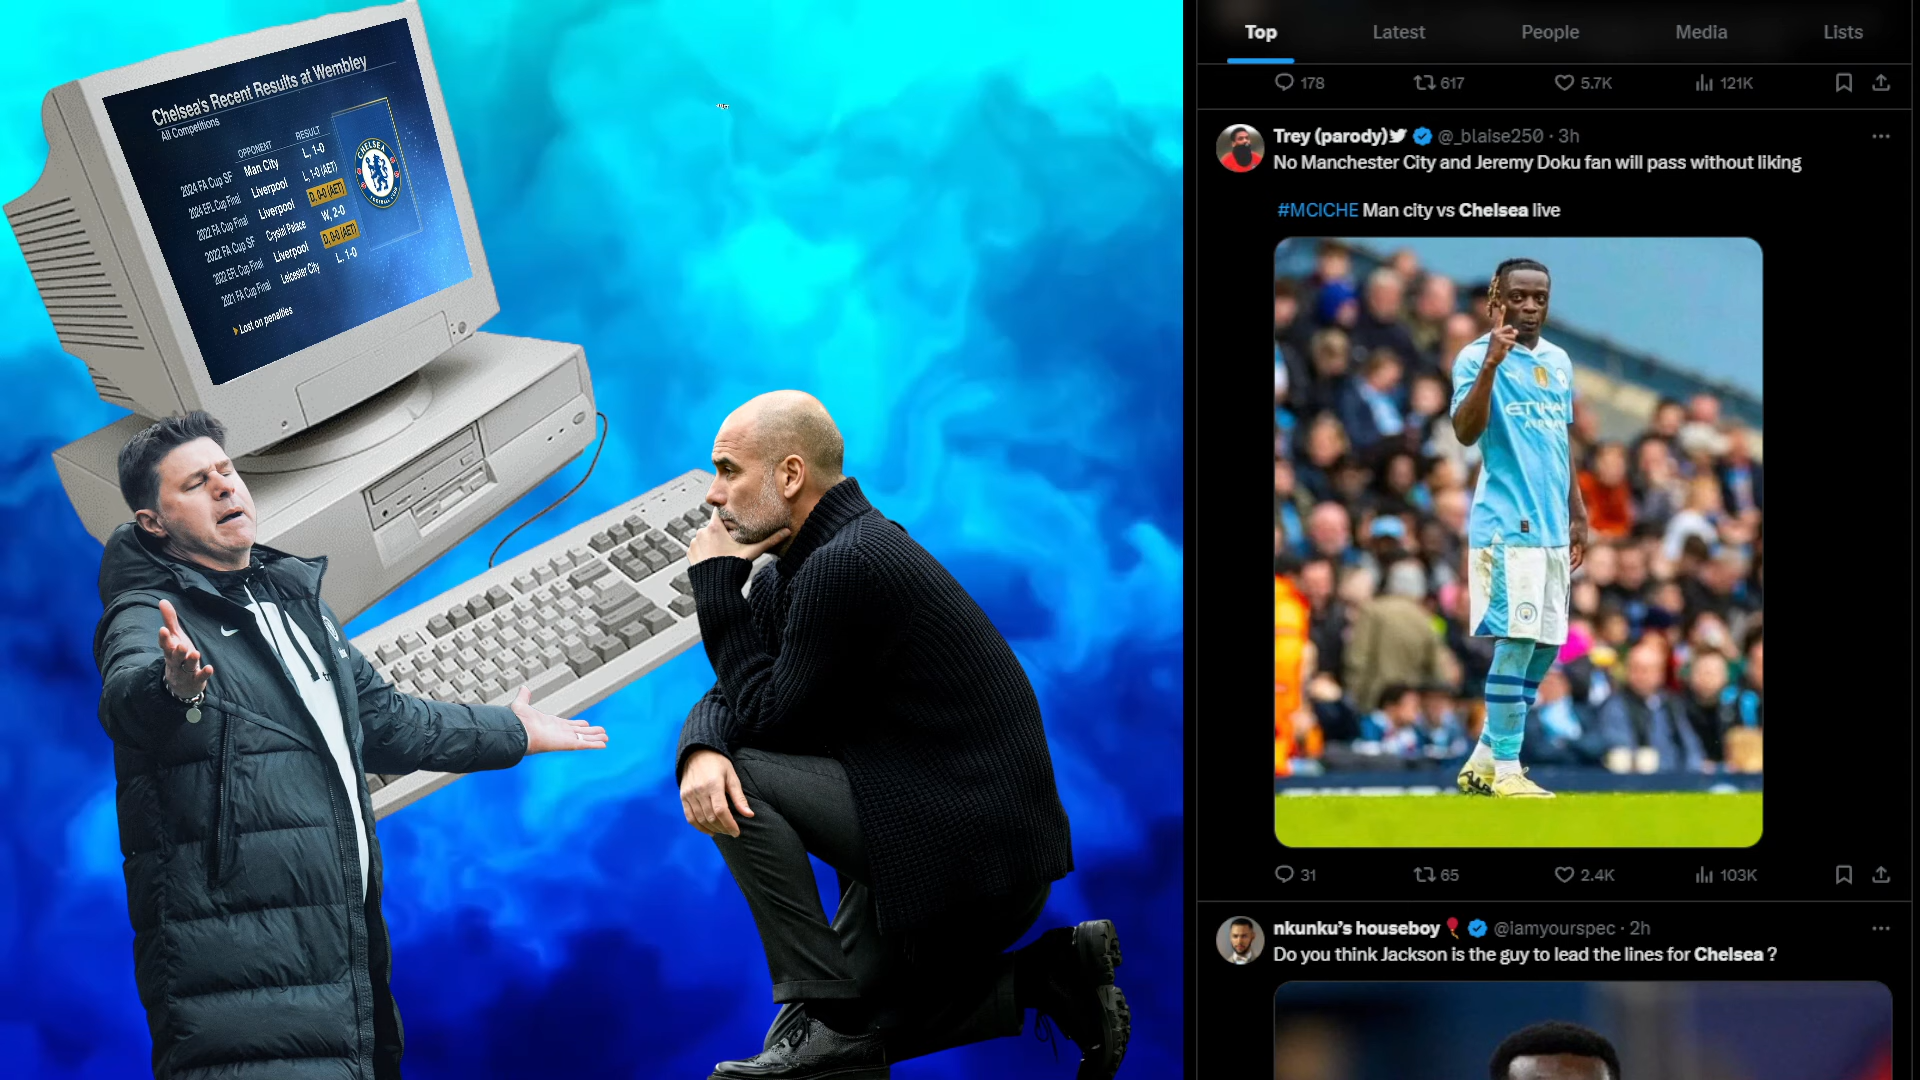 Chelsea's Recent Results at Wembley
All Competitions
OPPONENT RESULT
2024 FA Cup SF Man City L, 1-0
2024 EFL Cup Final Liverpool L, 1-0 (AET)
2022 FA Cup Final Liverpool D, 0-0 (AET)
2022 FA Cup SF Crystal Palace W, 2-0
2022 EFL Cup Final Liverpool D, 0-0 (AET)
2021 FA Cup Final Leicester City L, 1-0
Lost on penalties
CHELSEA
FOOTBALL CLUB
Top Latest People Media Lists
178 617 5.7K 121K
Trey (parody) @_blaise250 · 3h
No Manchester City and Jeremy Doku fan will pass without liking
#MCICHE Man city vs Chelsea live
ETIHAD
31 65 2.4K 103K
nkunku's houseboy @iamyourspec · 2h
Do you think Jackson is the guy to lead the lines for Chelsea ?